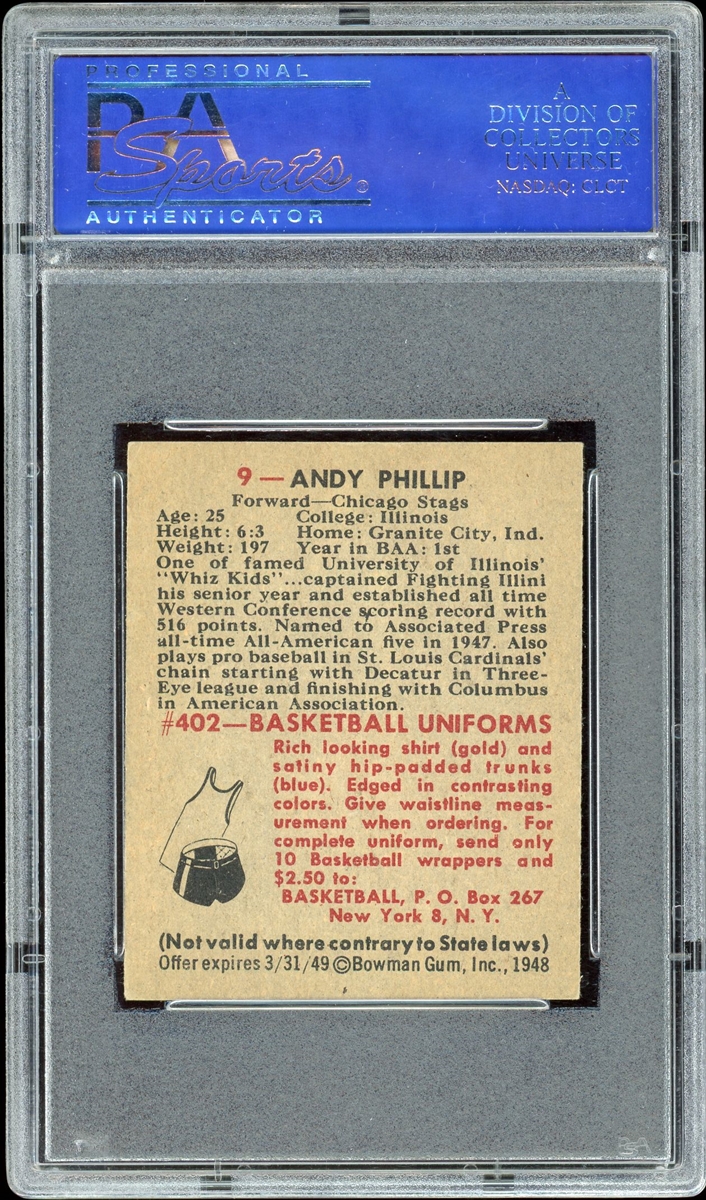 PROFESSIONAL
PSA
Sports®
AUTHENTICATOR
A
DIVISION OF
COLLECTORS
UNIVERSE
NASDAQ: CLCT
9 — ANDY PHILLIP
Forward—Chicago Stags
Age: 25 College: Illinois
Height: 6:3 Home: Granite City, Ind.
Weight: 197 Year in BAA: 1st
One of famed University of Illinois'
"Whiz Kids"...captained Fighting Illini
his senior year and established all time
Western Conference scoring record with
516 points. Named to Associated Press
all-time All-American five in 1947. Also
plays pro baseball in St. Louis Cardinals'
chain starting with Decatur in Three-
Eye league and finishing with Columbus
in American Association.
#402—BASKETBALL UNIFORMS
Rich looking shirt (gold) and
satiny hip-padded trunks
(blue). Edged in contrasting
colors. Give waistline meas-
urement when ordering. For
complete uniform, send only
10 Basketball wrappers and
$2.50 to:
BASKETBALL, P. O. Box 267
New York 8, N. Y.
(Not valid where contrary to State laws)
Offer expires 3/31/49 ©Bowman Gum, Inc., 1948
PSA